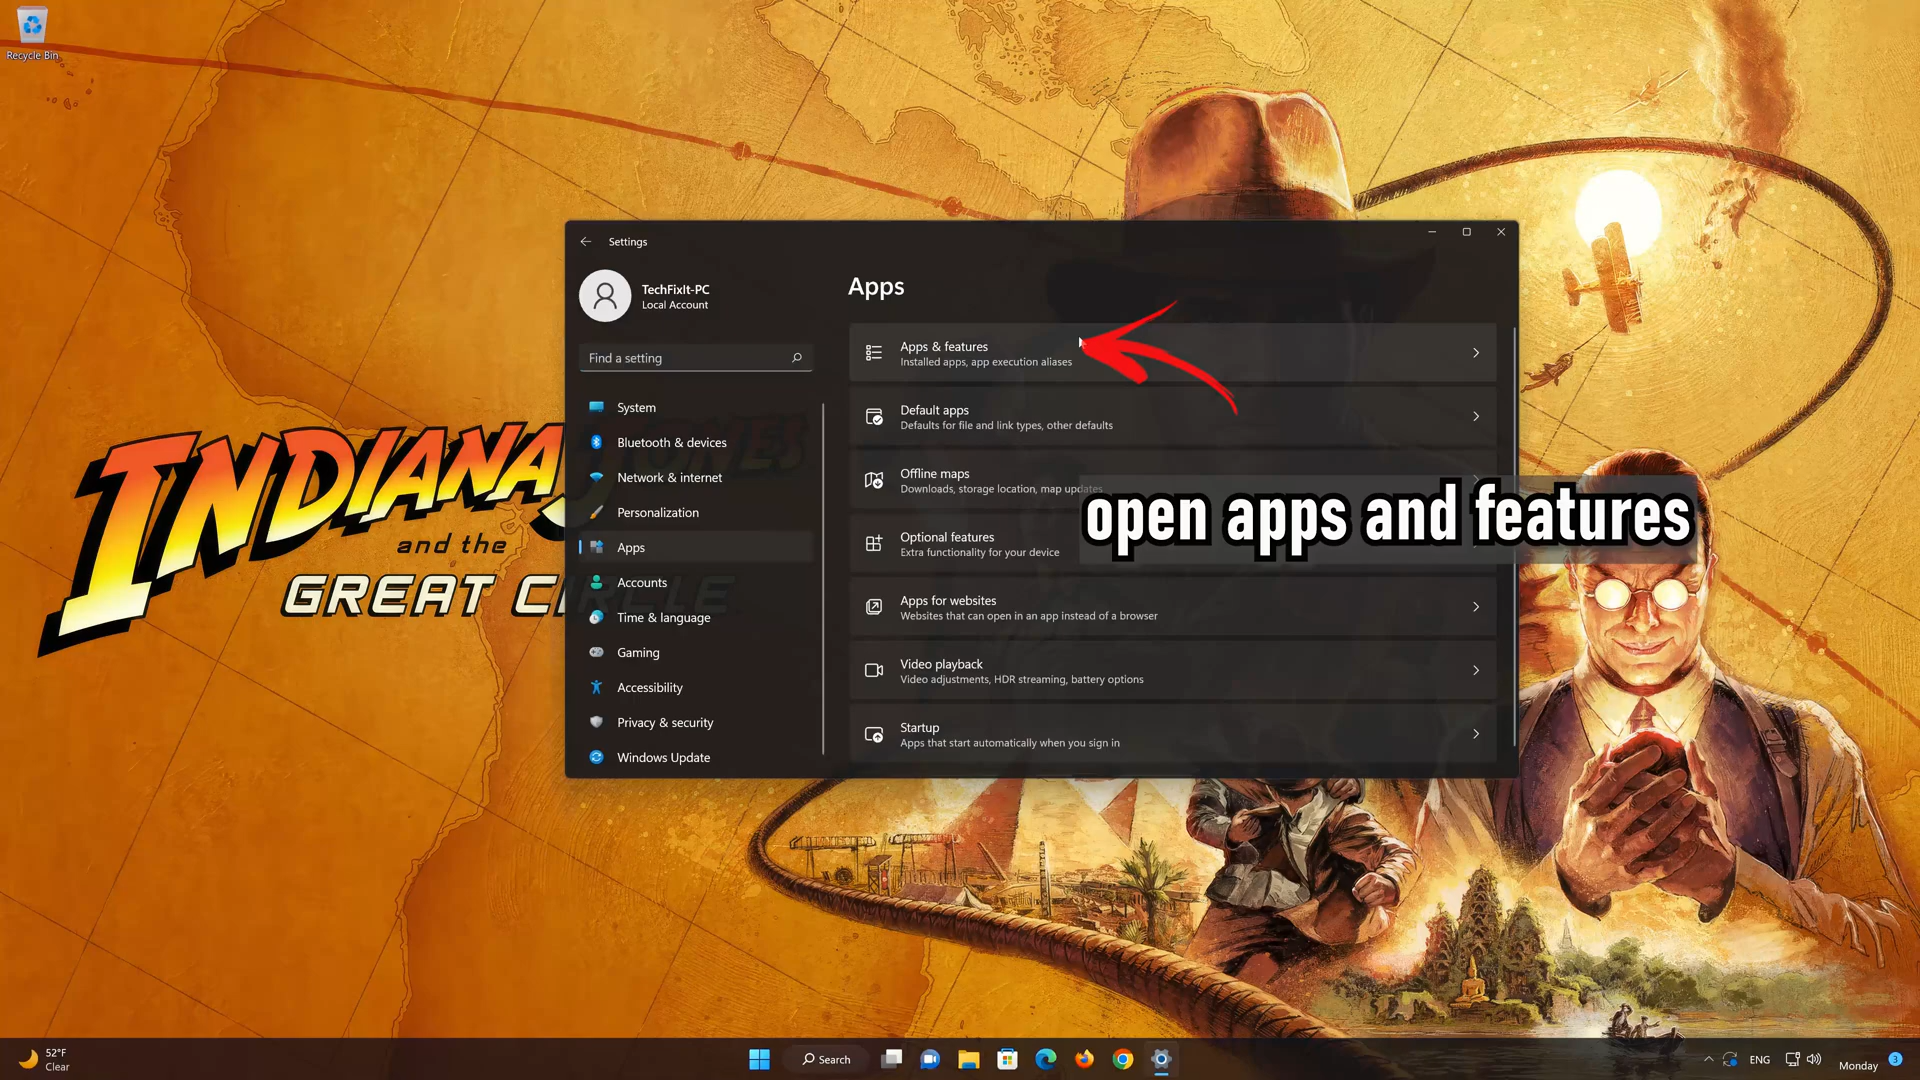 Recycle Bin
INDIANA JONES
and the
GREAT CIRCLE
Settings
TechFixIt-PC
Local Account
Find a setting
System
Bluetooth & devices
Network & internet
Personalization
Apps
Accounts
Time & language
Gaming
Accessibility
Privacy & security
Windows Update
Apps
Apps & features
Installed apps, app execution aliases
Default apps
Defaults for file and link types, other defaults
Offline maps
Downloads, storage location, map updates
open apps and features
Optional features
Extra functionality for your device
Apps for websites
Websites that can open in an app instead of a browser
Video playback
Video adjustments, HDR streaming, battery options
Startup
Apps that start automatically when you sign in
52°F
Clear
Search
ENG
Monday
3